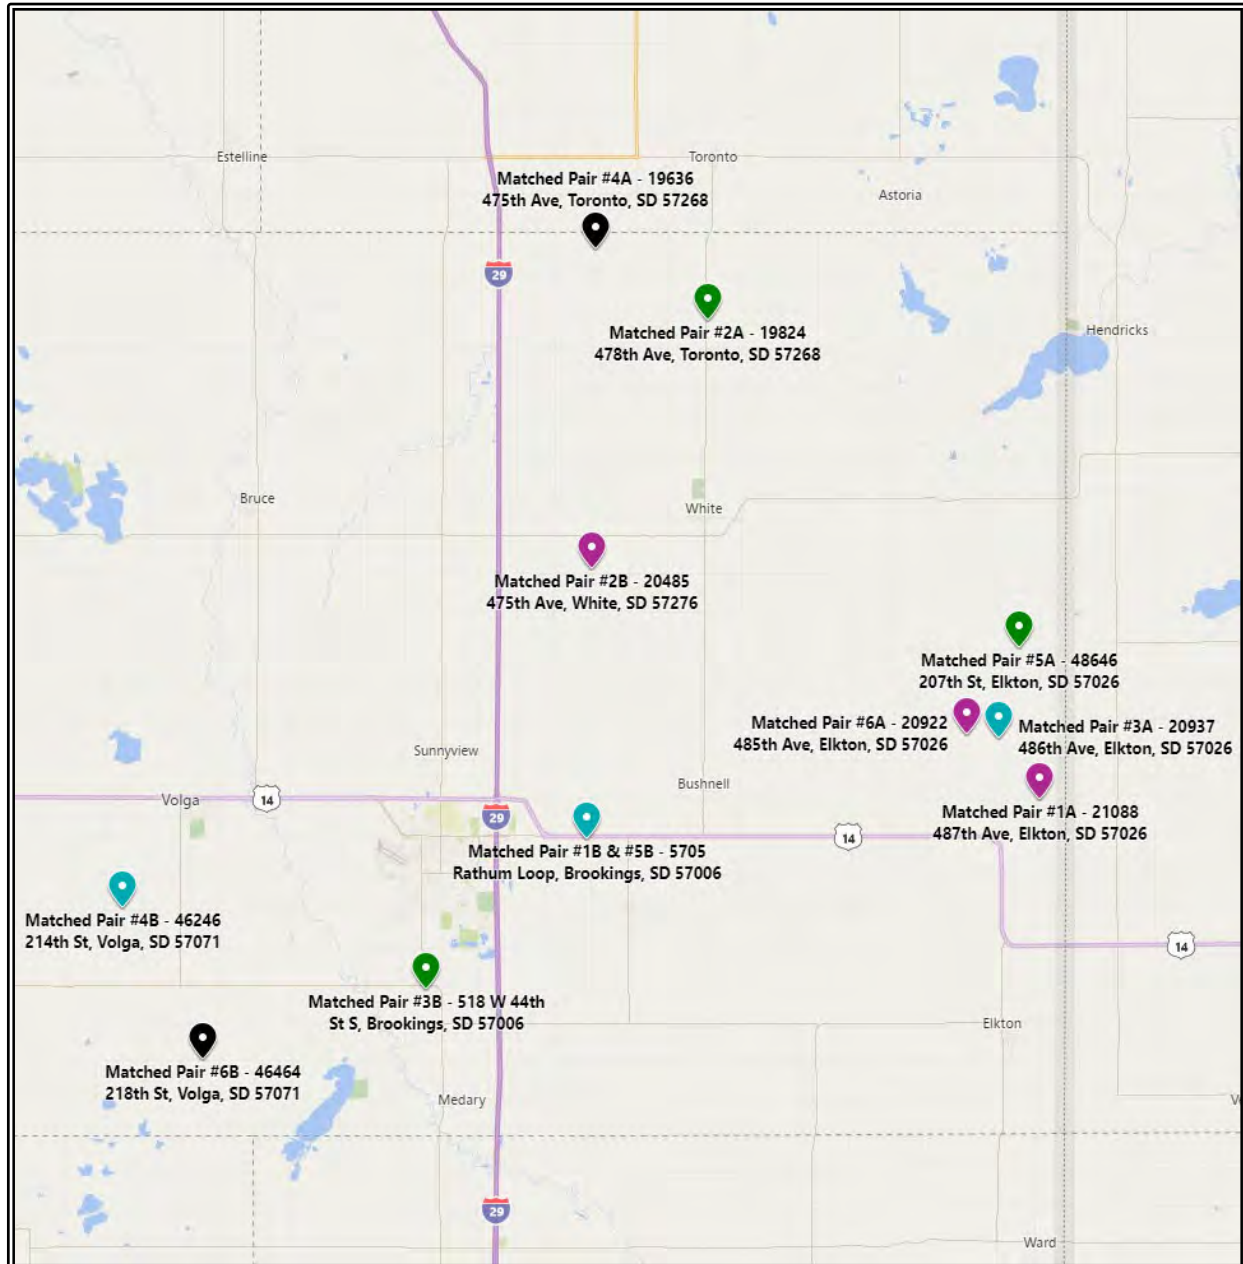 Estelline
Toronto
Matched Pair #4A - 19636
475th Ave, Toronto, SD 57268
Astoria
29
Matched Pair #2A - 19824
478th Ave, Toronto, SD 57268
Hendricks
Bruce
White
Matched Pair #2B - 20485
475th Ave, White, SD 57276
Matched Pair #5A - 48646
207th St, Elkton, SD 57026
Matched Pair #6A - 20922
485th Ave, Elkton, SD 57026
Matched Pair #3A - 20937
486th Ave, Elkton, SD 57026
Sunnyview
Bushnell
Volga
14
29
14
Matched Pair #1A - 21088
487th Ave, Elkton, SD 57026
Matched Pair #1B & #5B - 5705
Rathum Loop, Brookings, SD 57006
Matched Pair #4B - 46246
214th St, Volga, SD 57071
14
Matched Pair #3B - 518 W 44th
St S, Brookings, SD 57006
Elkton
Matched Pair #6B - 46464
218th St, Volga, SD 57071
Medary
29
Ward